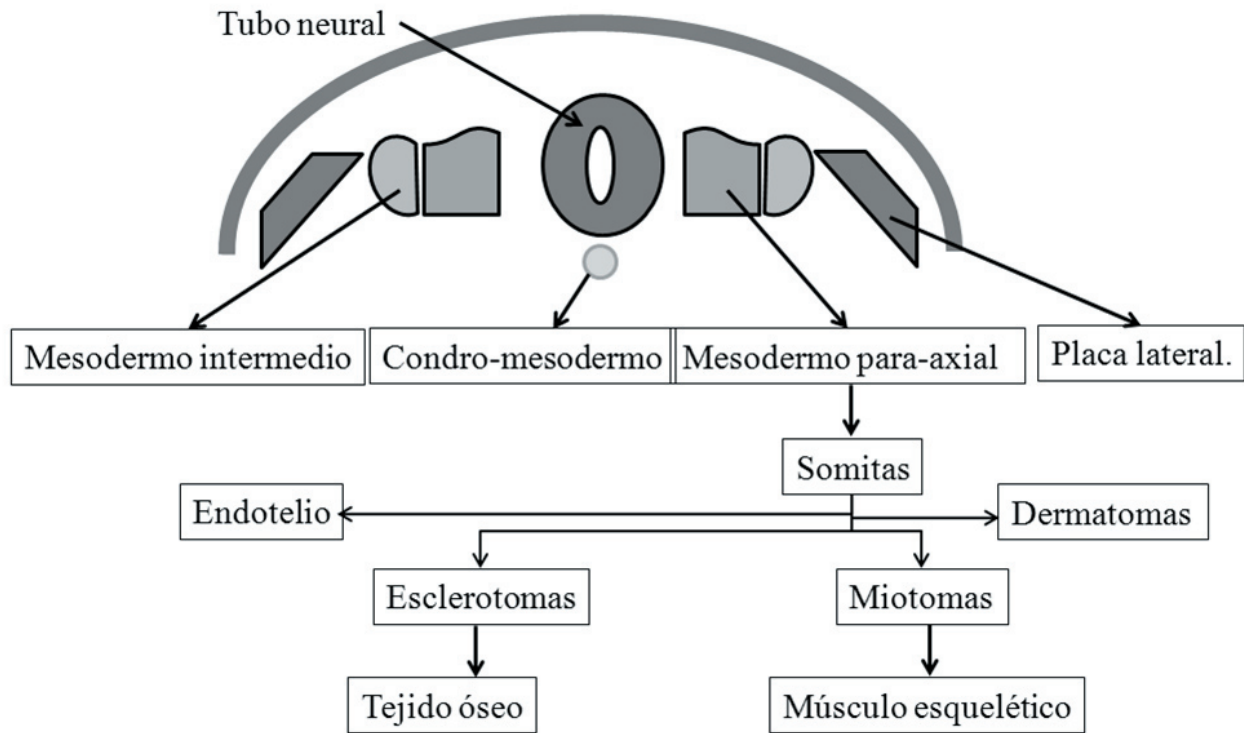 Tubo neural
Mesodermo intermedio
Condro-mesodermo
Mesodermo para-axial
Placa lateral.
Somitas
Endotelio
Dermatomas
Esclerotomas
Miotomas
Tejido óseo
Músculo esquelético